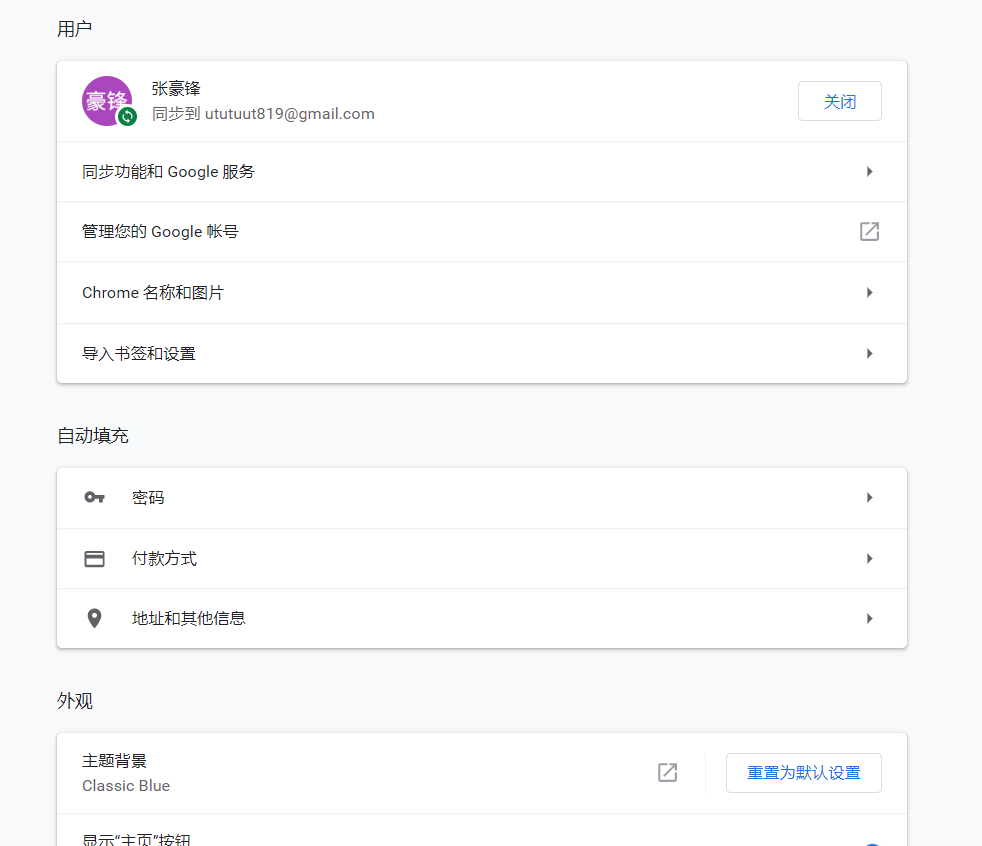 用户
豪锋
张豪锋
同步到 utu​tuut819@gmail.com
关闭
同步功能和 Google 服务
管理您的 Google 帐号
Chrome 名称和图片
导入书签和设置
自动填充
密码
付款方式
地址和其他信息
外观
主题背景
Classic Blue
重置为默认设置
显示“主页”按钮